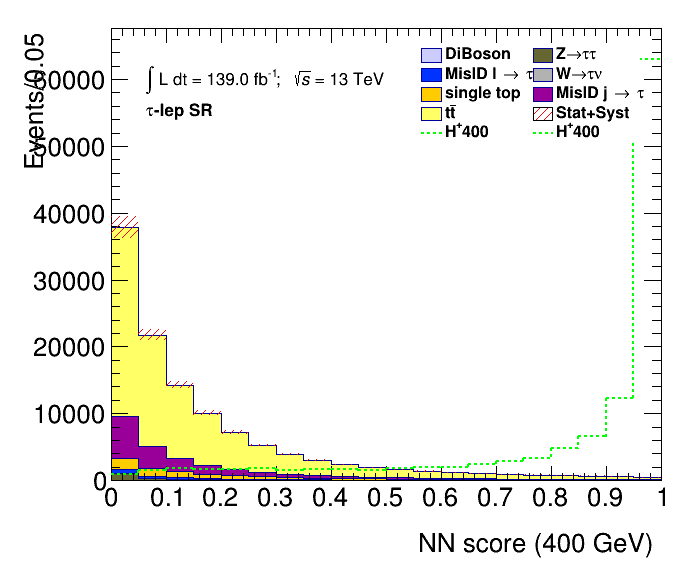 Events/0.05
60000
50000
40000
30000
20000
10000
0
∫ L dt = 139.0 fb⁻¹; √s = 13 TeV
τ-lep SR
DiBoson
Z→ττ
MisID l → τ
W→τν
single top
MisID j → τ
tt̄
Stat+Syst
H⁺400
H⁺400
0 0.1 0.2 0.3 0.4 0.5 0.6 0.7 0.8 0.9 1
NN score (400 GeV)